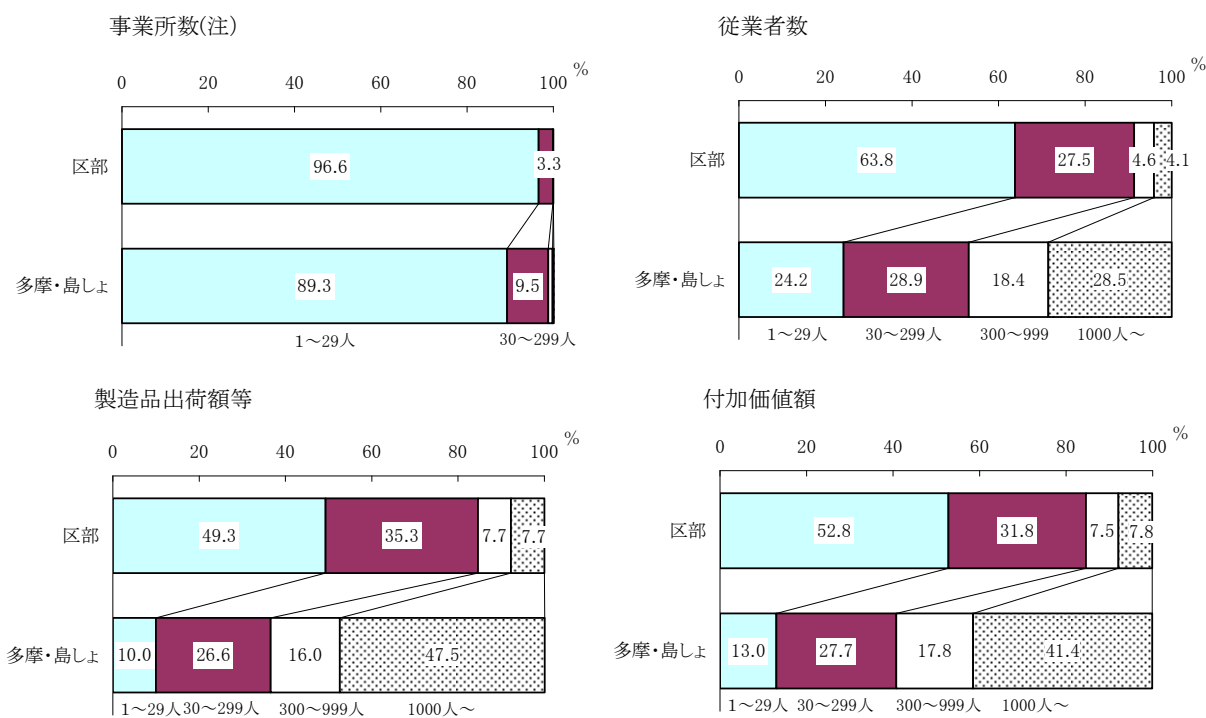 事業所数(注)
0 20 40 60 80 100 %
区部 96.6 3.3
多摩・島しょ 89.3 9.5
1～29人 30～299人
従業者数
0 20 40 60 80 100 %
区部 63.8 27.5 4.6 4.1
多摩・島しょ 24.2 28.9 18.4 28.5
1～29人 30～299人 300～999 1000人～
製造品出荷額等
0 20 40 60 80 100 %
区部 49.3 35.3 7.7 7.7
多摩・島しょ 10.0 26.6 16.0 47.5
1～29人 30～299人 300～999人 1000人～
付加価値額
0 20 40 60 80 100 %
区部 52.8 31.8 7.5 7.8
多摩・島しょ 13.0 27.7 17.8 41.4
1～29人 30～299人 300～999人 1000人～